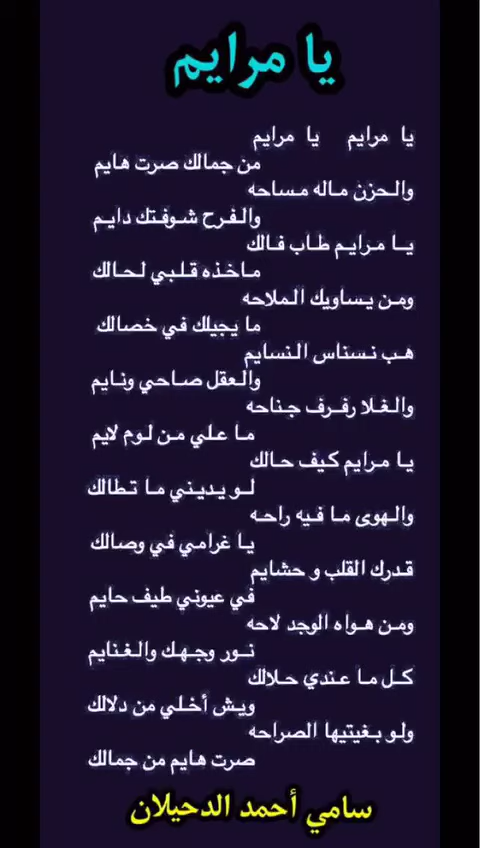 يا مرايم
يا مرايم يا مرايم
من جمالك صرت هايم
والحزن ماله مساحه
والفرح شوفتك دايم
يا مرايم طاب فالك
ماخذه قلبي لحالك
ومن يساويك الملاحه
ما يجيلك في خصالك
هب نسناس النسايم
والعقل صاحي ونايم
والغلا رفرف جناحه
ما علي من لوم لايم
يا مرايم كيف حالك
لو يديني ما تطالك
والهوى ما فيه راحه
يا غرامي في وصالك
قدرك القلب و حشايم
في عيوني طيف حايم
ومن هواه الوجد لاحه
نور وجهك والغنايم
كل ما عندي حلالك
ويش أخلي من دلالك
ولو بغيتيها الصراحه
صرت هايم من جمالك
سامي أحمد الدحيلان